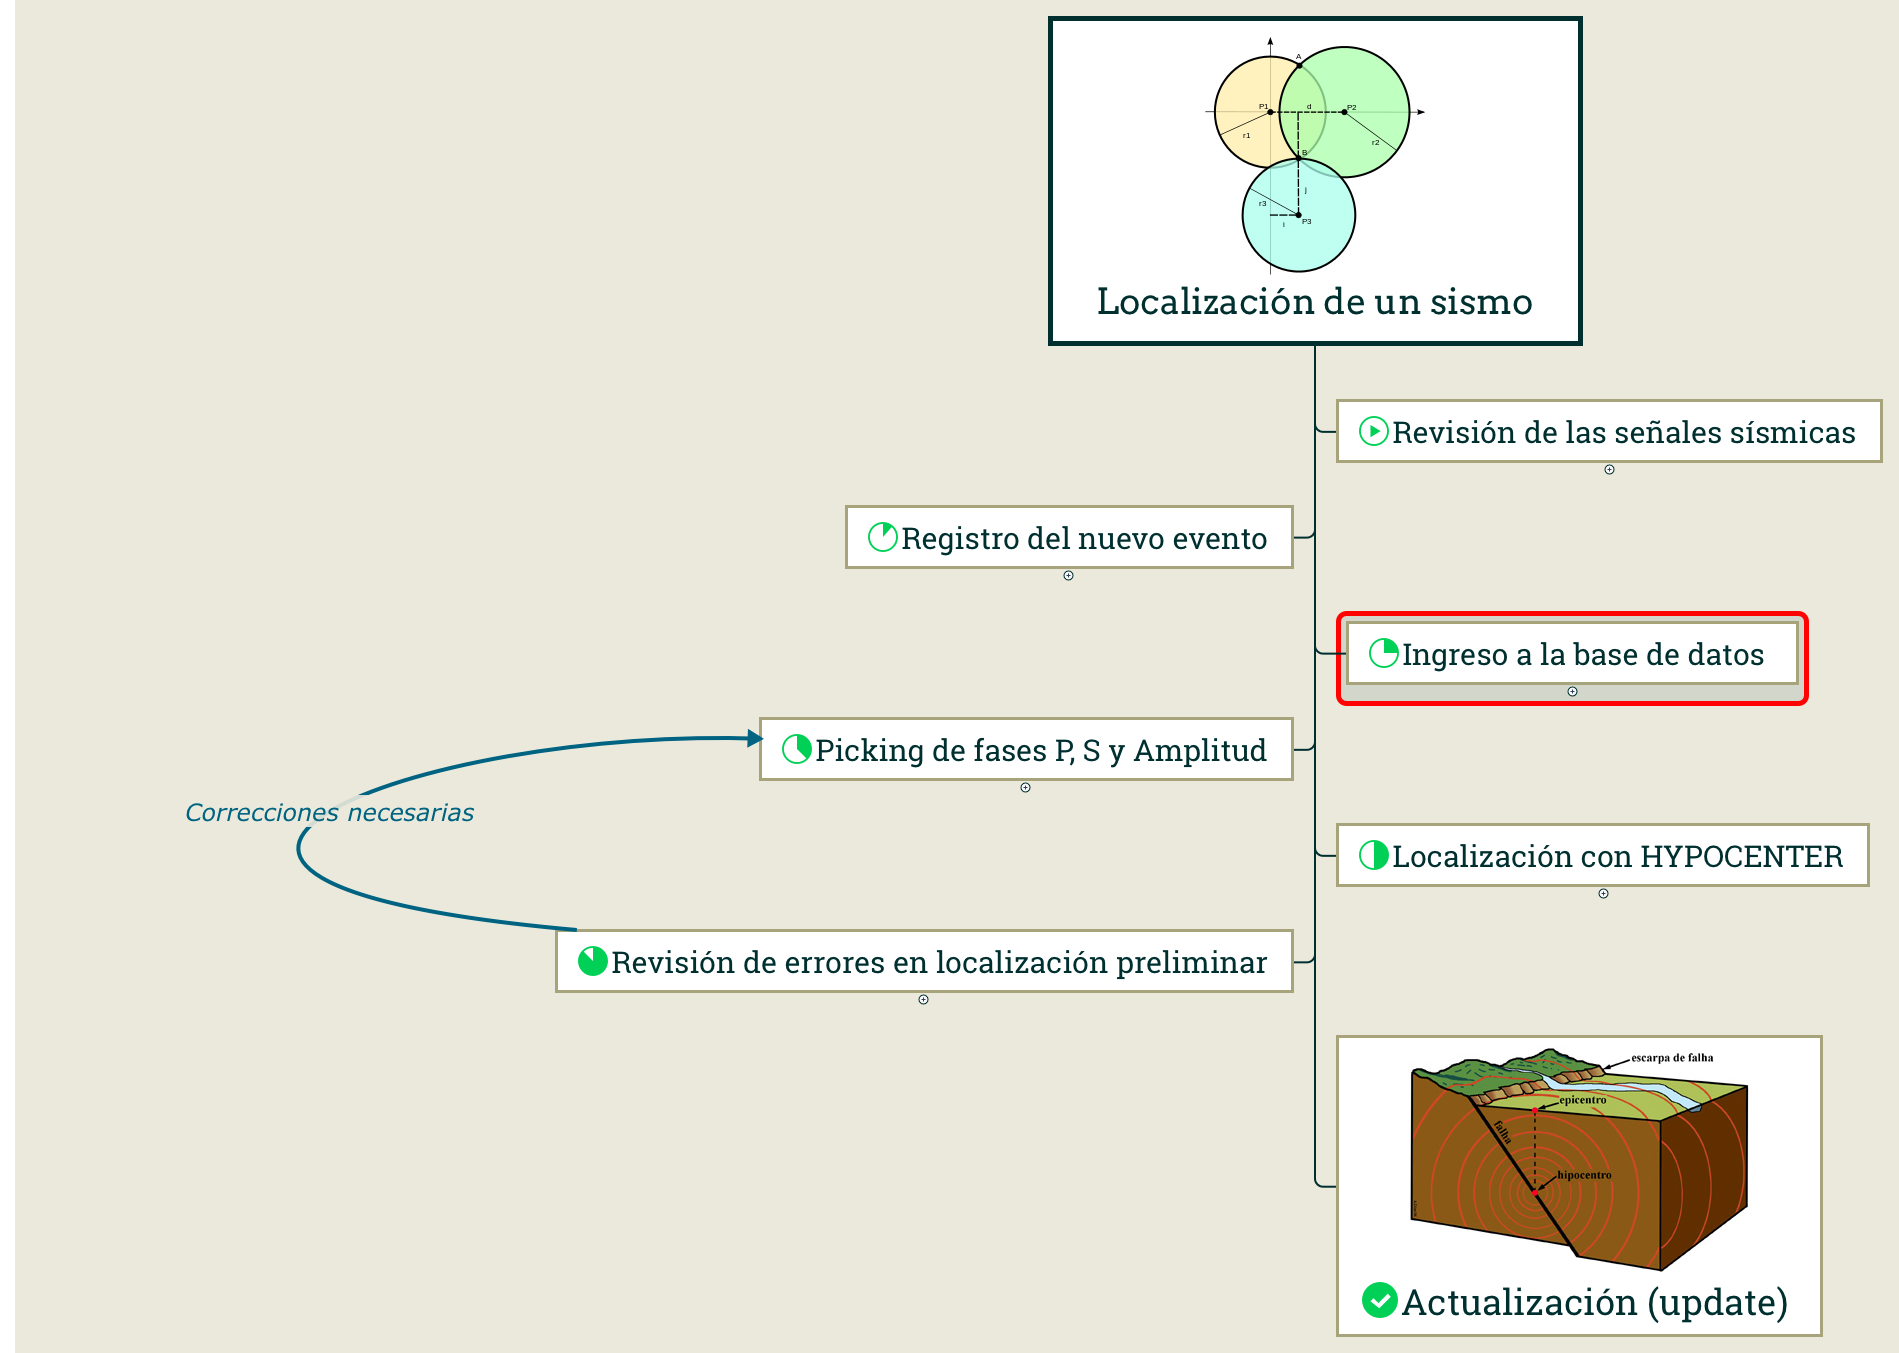 A
P1
d
P2
r1
r2
B
j
r3
P3
i
Localización de un sismo
Revisión de las señales sísmicas
Registro del nuevo evento
Ingreso a la base de datos
Picking de fases P, S y Amplitud
Correcciones necesarias
Localización con HYPOCENTER
Revisión de errores en localización preliminar
escarpa de falha
epicentro
falha
hipocentro
Actualización (update)